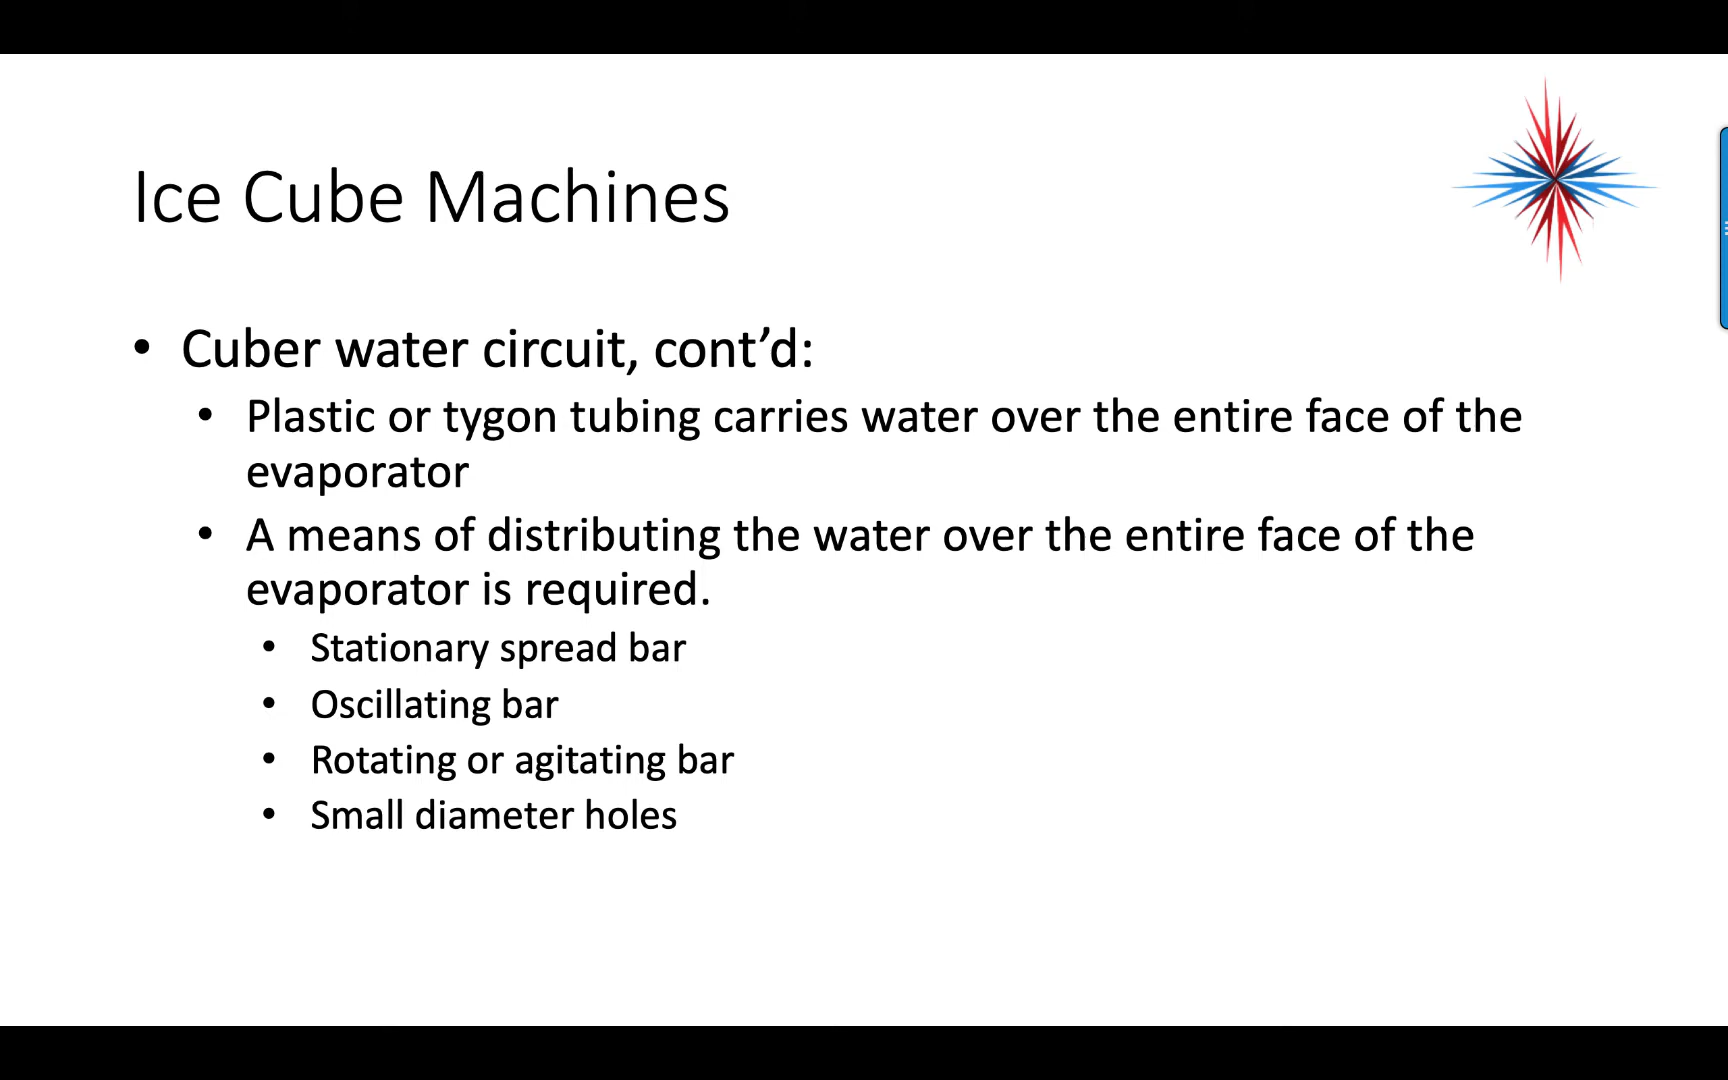 Ice Cube Machines
• Cuber water circuit, cont’d:
• Plastic or tygon tubing carries water over the entire face of the
evaporator
• A means of distributing the water over the entire face of the
evaporator is required.
• Stationary spread bar
• Oscillating bar
• Rotating or agitating bar
• Small diameter holes